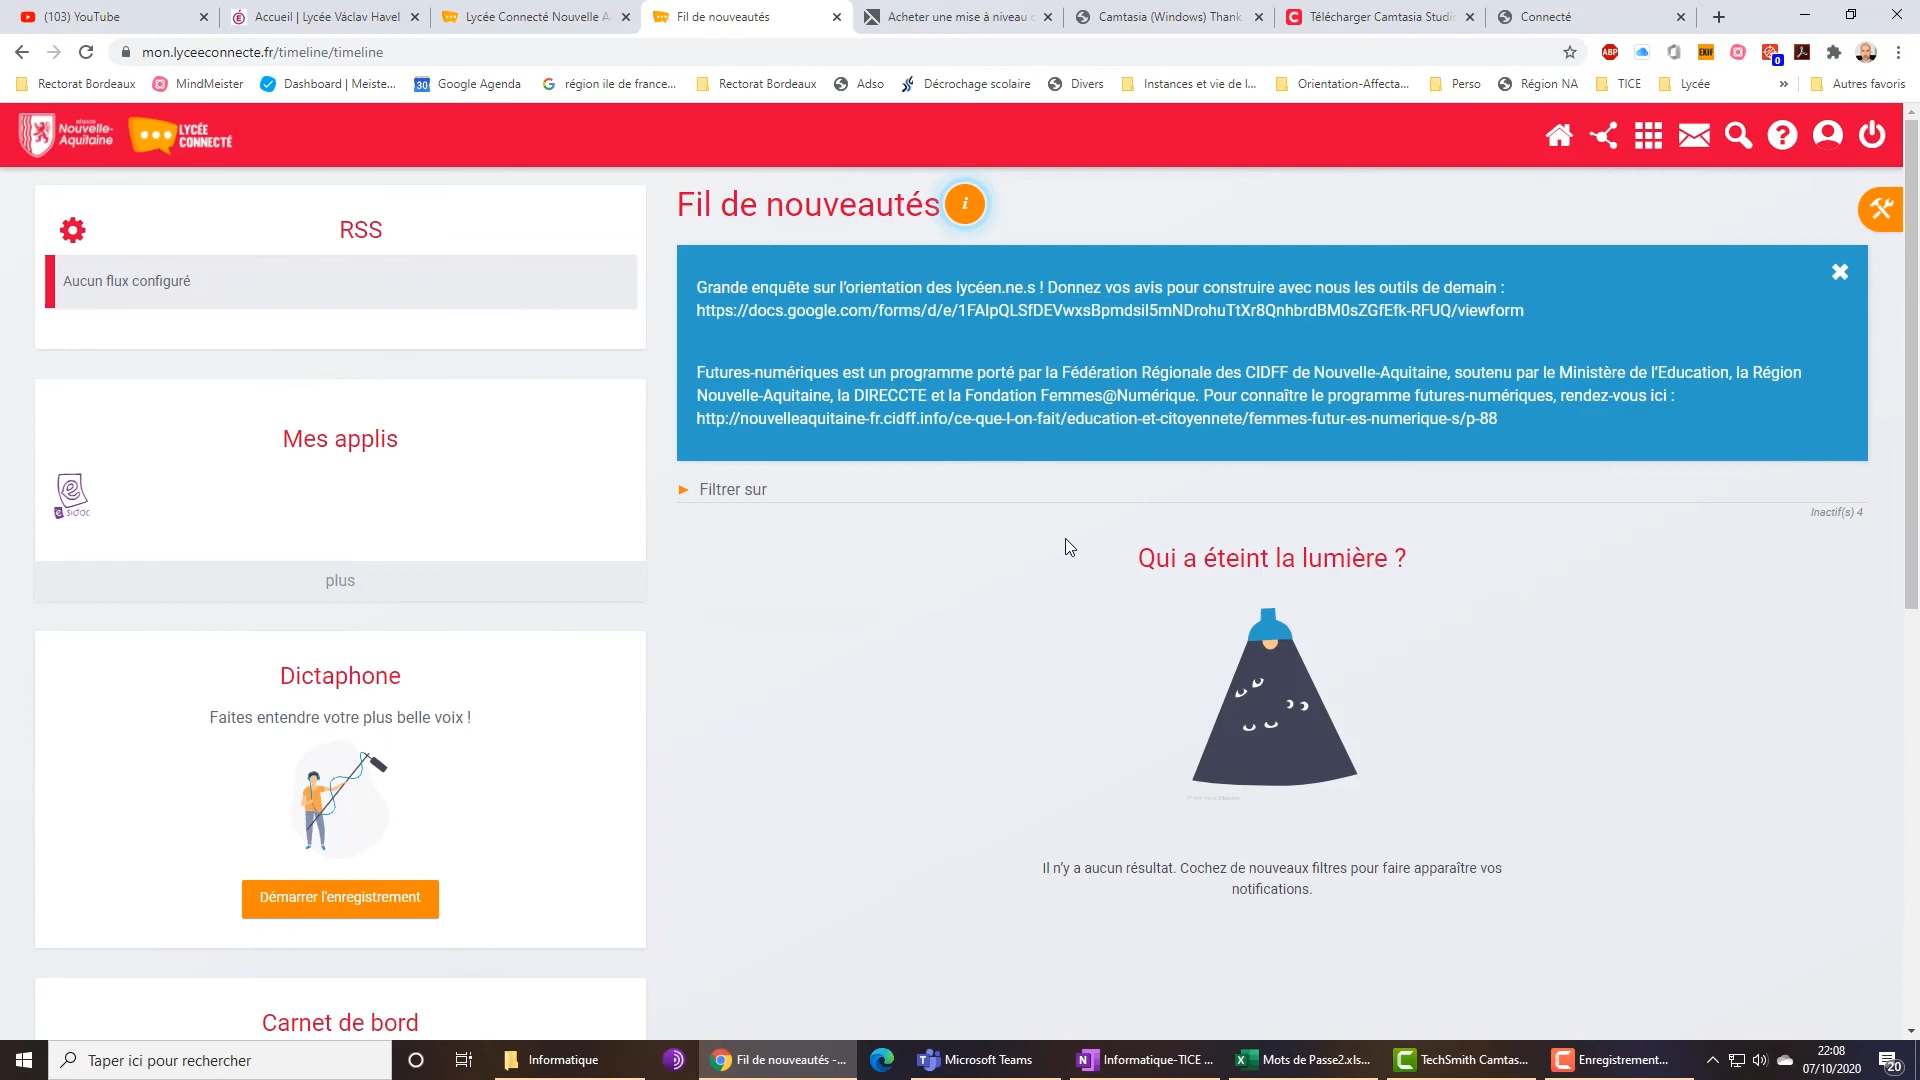 (103) YouTube
Accueil | Lycée Václav Havel
Lycée Connecté Nouvelle A
Fil de nouveautés
Acheter une mise à niveau
Camtasia (Windows) Thank
Télécharger Camtasia Studi
Connecté
mon.lyceeconnecte.fr/timeline/timeline
ABP
EXIF
0
Rectorat Bordeaux
MindMeister
Dashboard | Meiste...
30
Google Agenda
région ile de france...
Rectorat Bordeaux
Adso
Décrochage scolaire
Divers
Instances et vie de l...
Orientation-Affecta...
Perso
Région NA
TICE
Lycée
»
Autres favoris
RÉGION
Nouvelle-
Aquitaine
LYCÉE
CONNECTÉ
RSS
Aucun flux configuré
Mes applis
e
e sidoc
plus
Dictaphone
Faites entendre votre plus belle voix !
Démarrer l'enregistrement
Carnet de bord
Fil de nouveautés
i
Grande enquête sur l'orientation des lycéen.ne.s ! Donnez vos avis pour construire avec nous les outils de demain :
https://docs.google.com/forms/d/e/1FAIpQLSfDEVwxsBpmdsil5mNDrohuTtXr8QnhbrdBM0sZGfEfk-RFUQ/viewform
Futures-numériques est un programme porté par la Fédération Régionale des CIDFF de Nouvelle-Aquitaine, soutenu par le Ministère de l'Education, la Région
Nouvelle-Aquitaine, la DIRECCTE et la Fondation Femmes@Numérique. Pour connaître le programme futures-numériques, rendez-vous ici :
http://nouvelleaquitaine-fr.cidff.info/ce-que-l-on-fait/education-et-citoyennete/femmes-futur-es-numerique-s/p-88
Filtrer sur
Inactif(s) 4
Qui a éteint la lumière ?
Il n'y a aucun résultat. Cochez de nouveaux filtres pour faire apparaître vos
notifications.
Taper ici pour rechercher
Informatique
Fil de nouveautés -...
Microsoft Teams
Informatique-TICE ...
Mots de Passe2.xls...
TechSmith Camtas...
Enregistrement...
22:08
07/10/2020
20